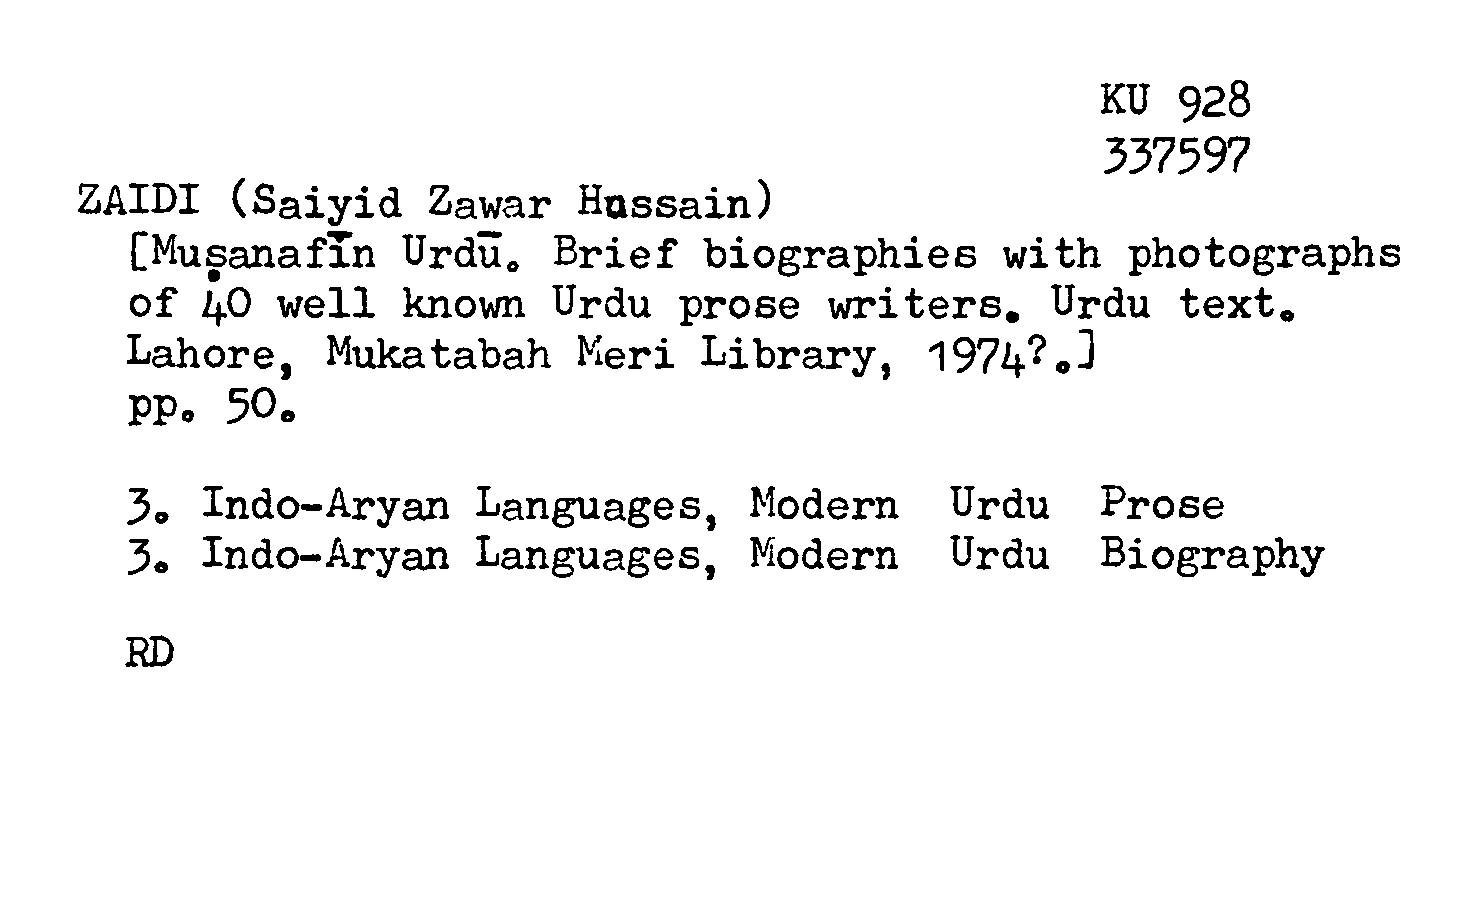 KU 928
337597
ZAIDI (Saiyid Zawar Hussain)
[Muṣanafīn Urdū. Brief biographies with photographs
of 40 well known Urdu prose writers. Urdu text.
Lahore, Mukatabah Meri Library, 1974?.]
pp. 50.
3. Indo-Aryan Languages, Modern Urdu Prose
3. Indo-Aryan Languages, Modern Urdu Biography
RD